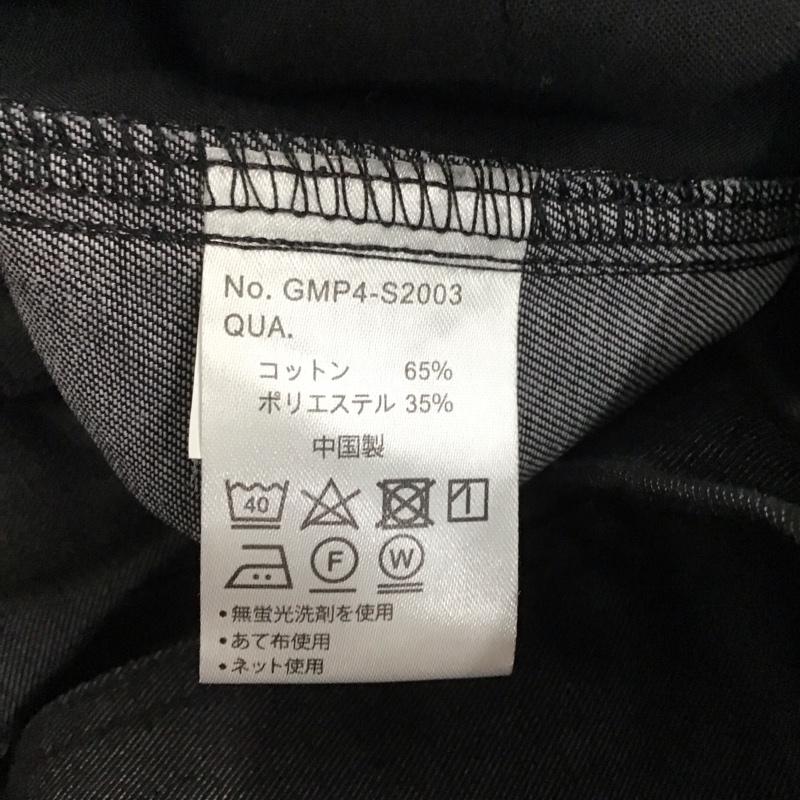 No. GMP4-S2003
QUA.
コットン 65%
ポリエステル 35%
中国製
40
F W
・無蛍光洗剤を使用
・あて布使用
・ネット使用